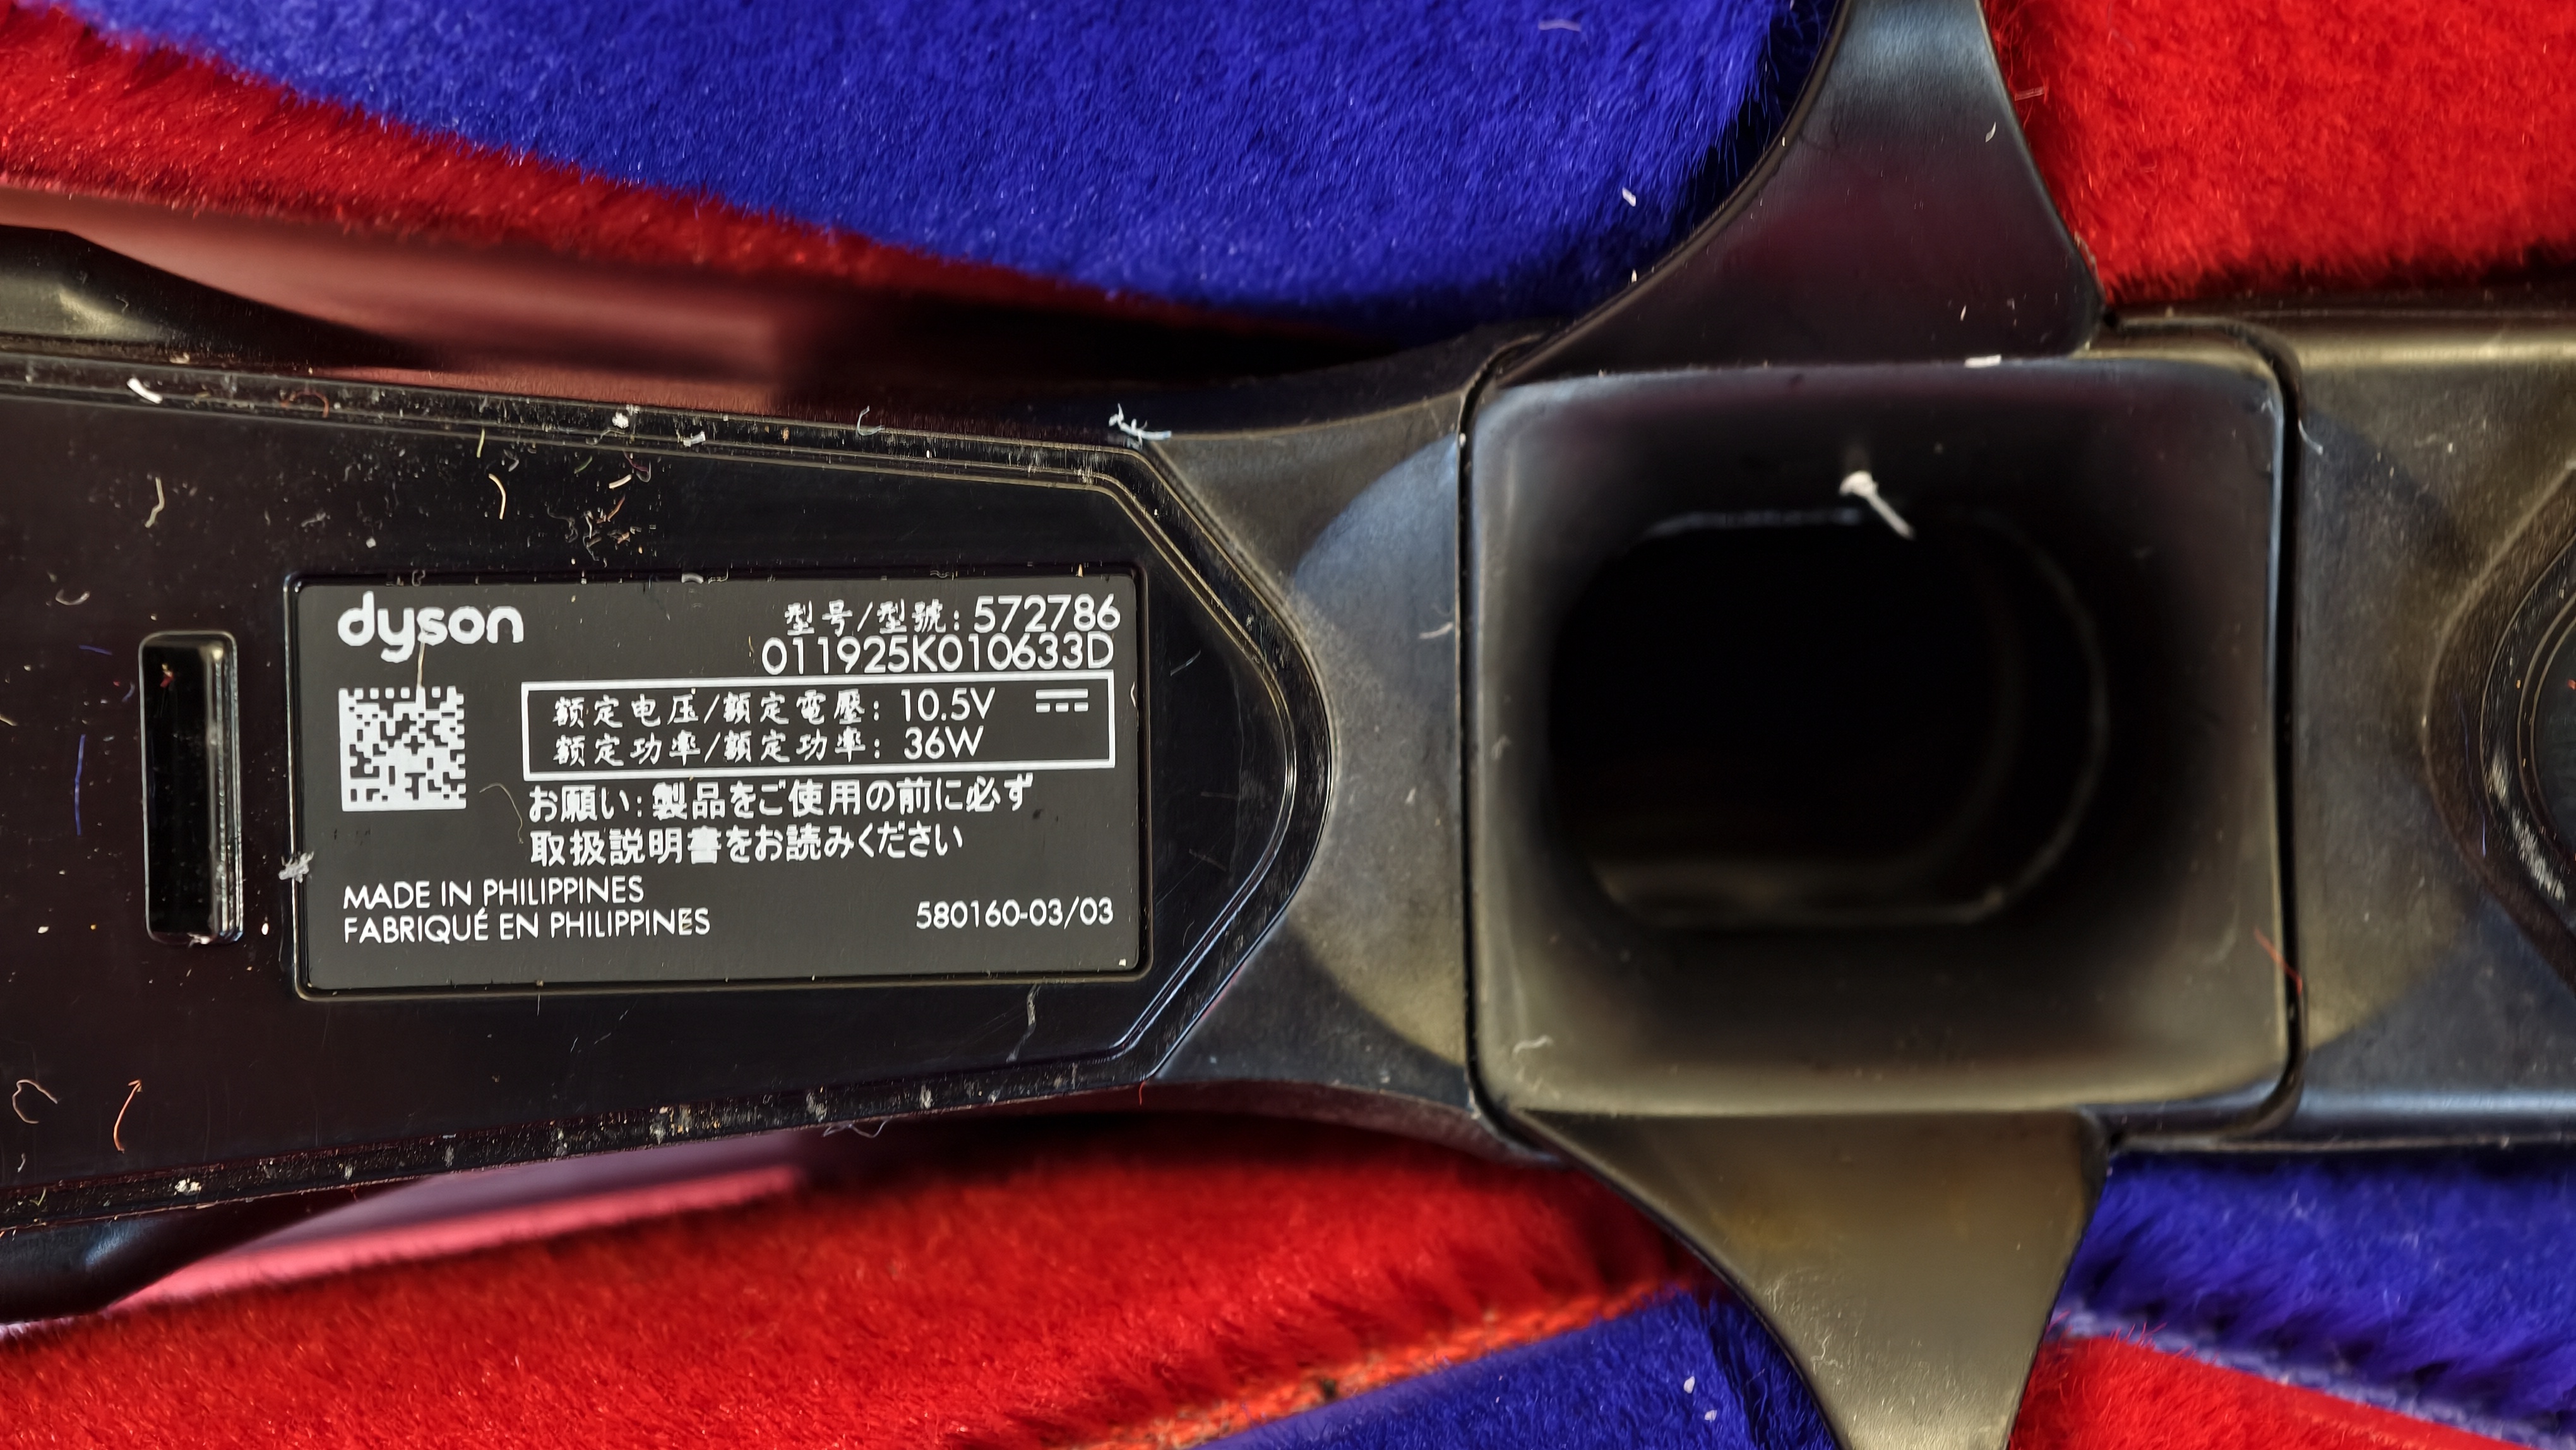 dyson
型号/型號: 572786
011925K010633D
额定电压/額定電壓: 10.5V
额定功率/額定功率: 36W
お願い: 製品をご使用の前に必ず
取扱説明書をお読みください
MADE IN PHILIPPINES
FABRIQUÉ EN PHILIPPINES
580160-03/03